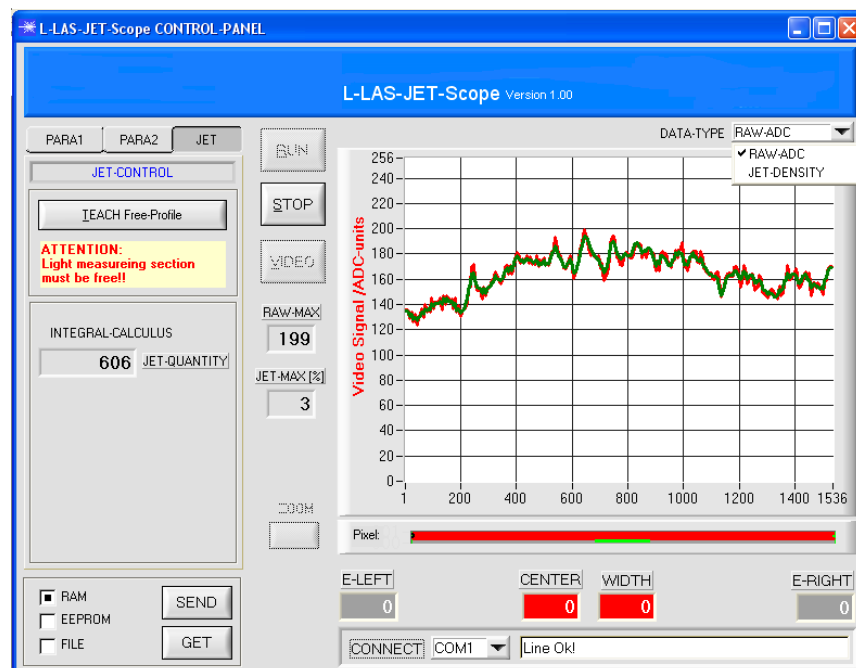 L-LAS-JET-Scope CONTROL-PANEL
L-LAS-JET-Scope Version 1.00
PARA1 PARA2 JET
JET-CONTROL
TEACH Free-Profile
ATTENTION:
Light measureing section
must be free!!
INTEGRAL-CALCULUS
606 JET-QUANTITY
RAM
EEPROM
FILE
SEND
GET
RUN
STOP
VIDEO
RAW-MAX
199
JET-MAX [%]
3
ZOOM
DATA-TYPE RAW-ADC
RAW-ADC
JET-DENSITY
Video Signal /ADC-units
256
240
220
200
180
160
140
120
100
80
60
40
20
0
1 200 400 600 800 1000 1200 1400 1536
Pixel:
E-LEFT CENTER WIDTH E-RIGHT
0 0 0 0
CONNECT COM1 Line Ok!